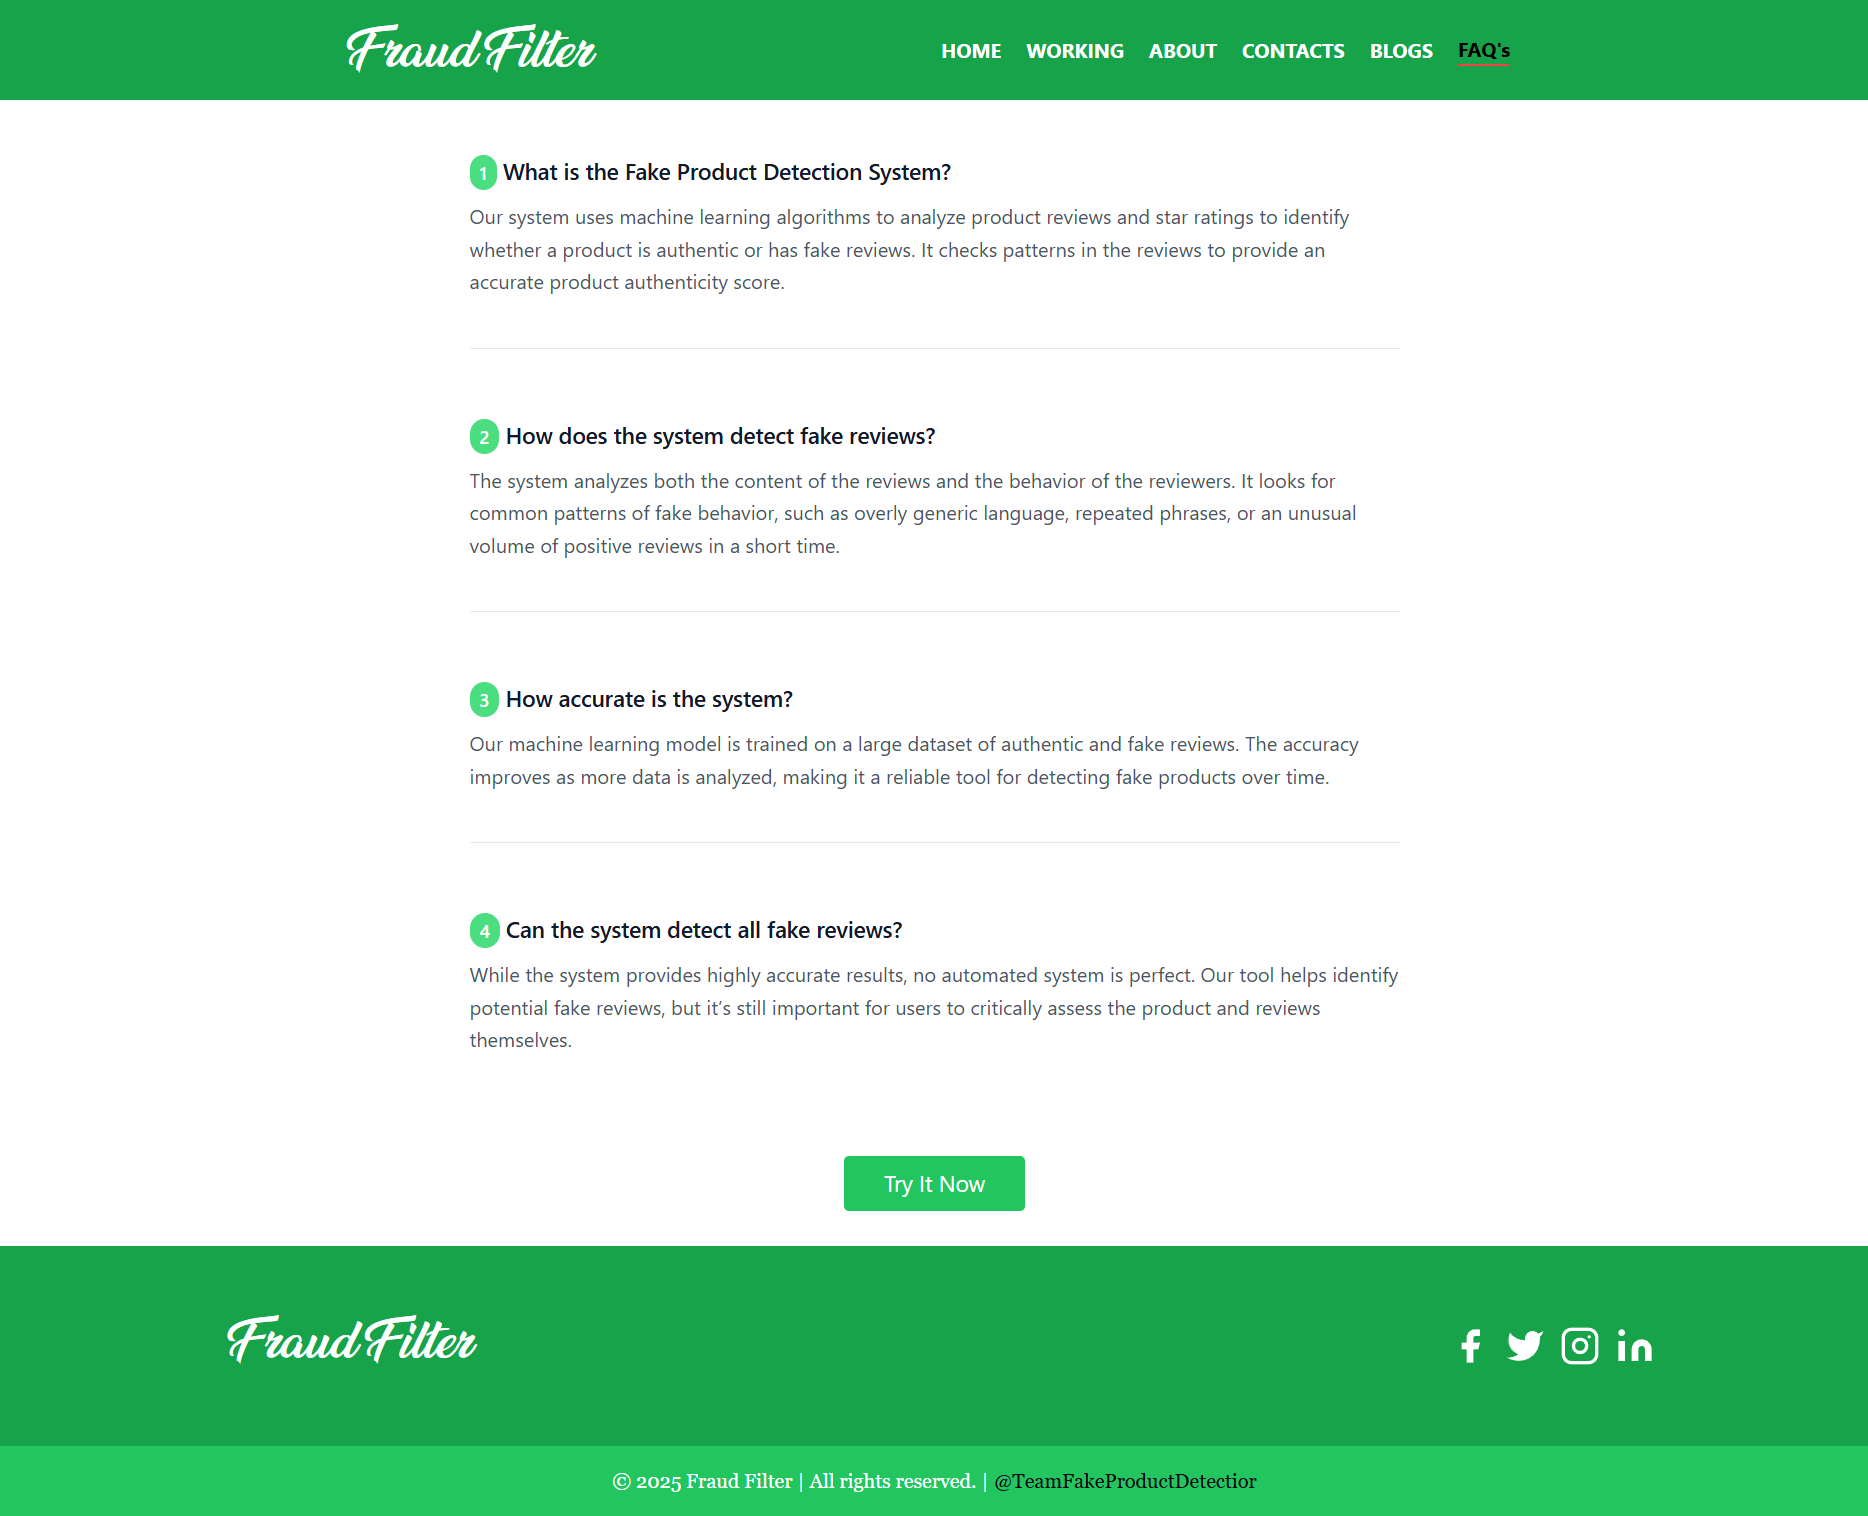 Fraud Filter
HOME WORKING ABOUT CONTACTS BLOGS FAQ's
1 What is the Fake Product Detection System?
Our system uses machine learning algorithms to analyze product reviews and star ratings to identify
whether a product is authentic or has fake reviews. It checks patterns in the reviews to provide an
accurate product authenticity score.
2 How does the system detect fake reviews?
The system analyzes both the content of the reviews and the behavior of the reviewers. It looks for
common patterns of fake behavior, such as overly generic language, repeated phrases, or an unusual
volume of positive reviews in a short time.
3 How accurate is the system?
Our machine learning model is trained on a large dataset of authentic and fake reviews. The accuracy
improves as more data is analyzed, making it a reliable tool for detecting fake products over time.
4 Can the system detect all fake reviews?
While the system provides highly accurate results, no automated system is perfect. Our tool helps identify
potential fake reviews, but it’s still important for users to critically assess the product and reviews
themselves.
Try It Now
Fraud Filter
© 2025 Fraud Filter | All rights reserved. | @TeamFakeProductDetectior